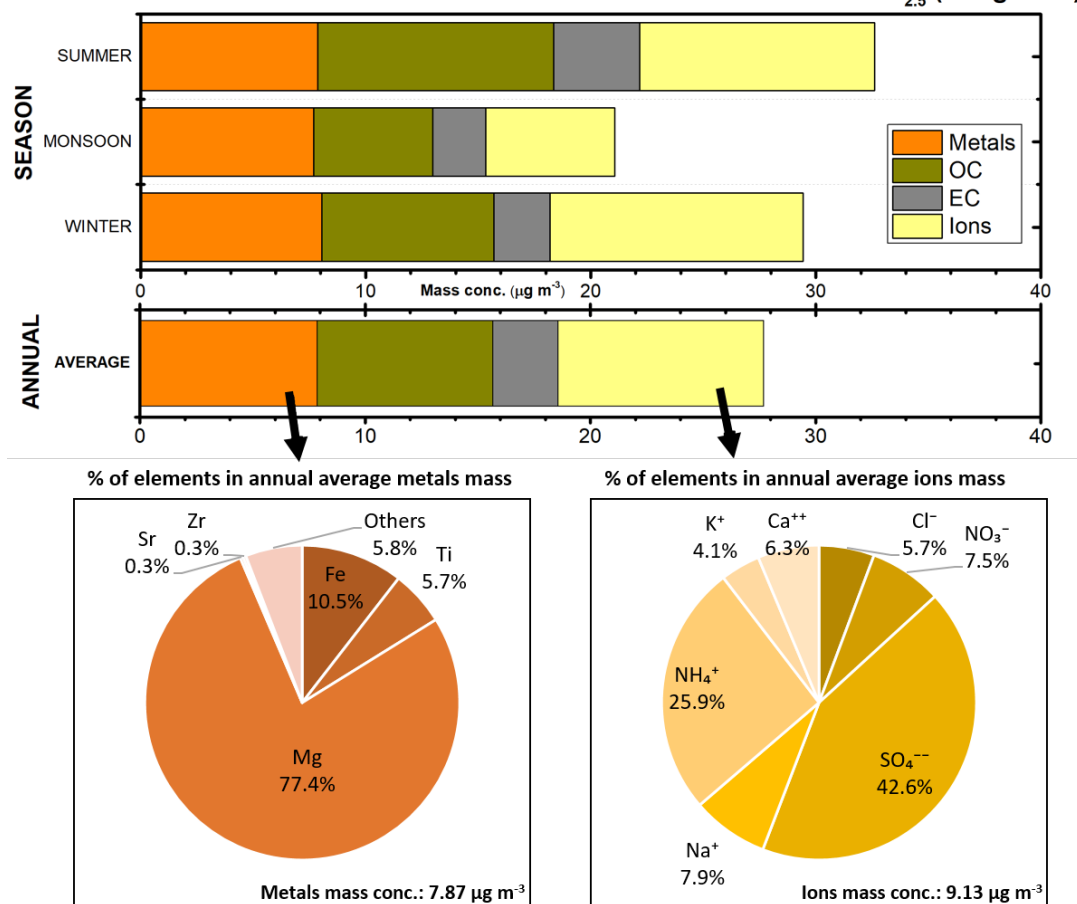 2.5
SEASON
SUMMER
MONSOON
WINTER
Metals
OC
EC
Ions
0 10 20 30 40
Mass conc. (μg m-3)
ANNUAL
AVERAGE
0 10 20 30 40
% of elements in annual average metals mass
Sr
0.3%
Zr
0.3%
Others
5.8%
Ti
5.7%
Fe
10.5%
Mg
77.4%
Metals mass conc.: 7.87 μg m-3
% of elements in annual average ions mass
K+
4.1%
Ca++
6.3%
Cl−
5.7%
NO₃−
7.5%
NH₄+
25.9%
SO₄−−
42.6%
Na+
7.9%
Ions mass conc.: 9.13 μg m-3